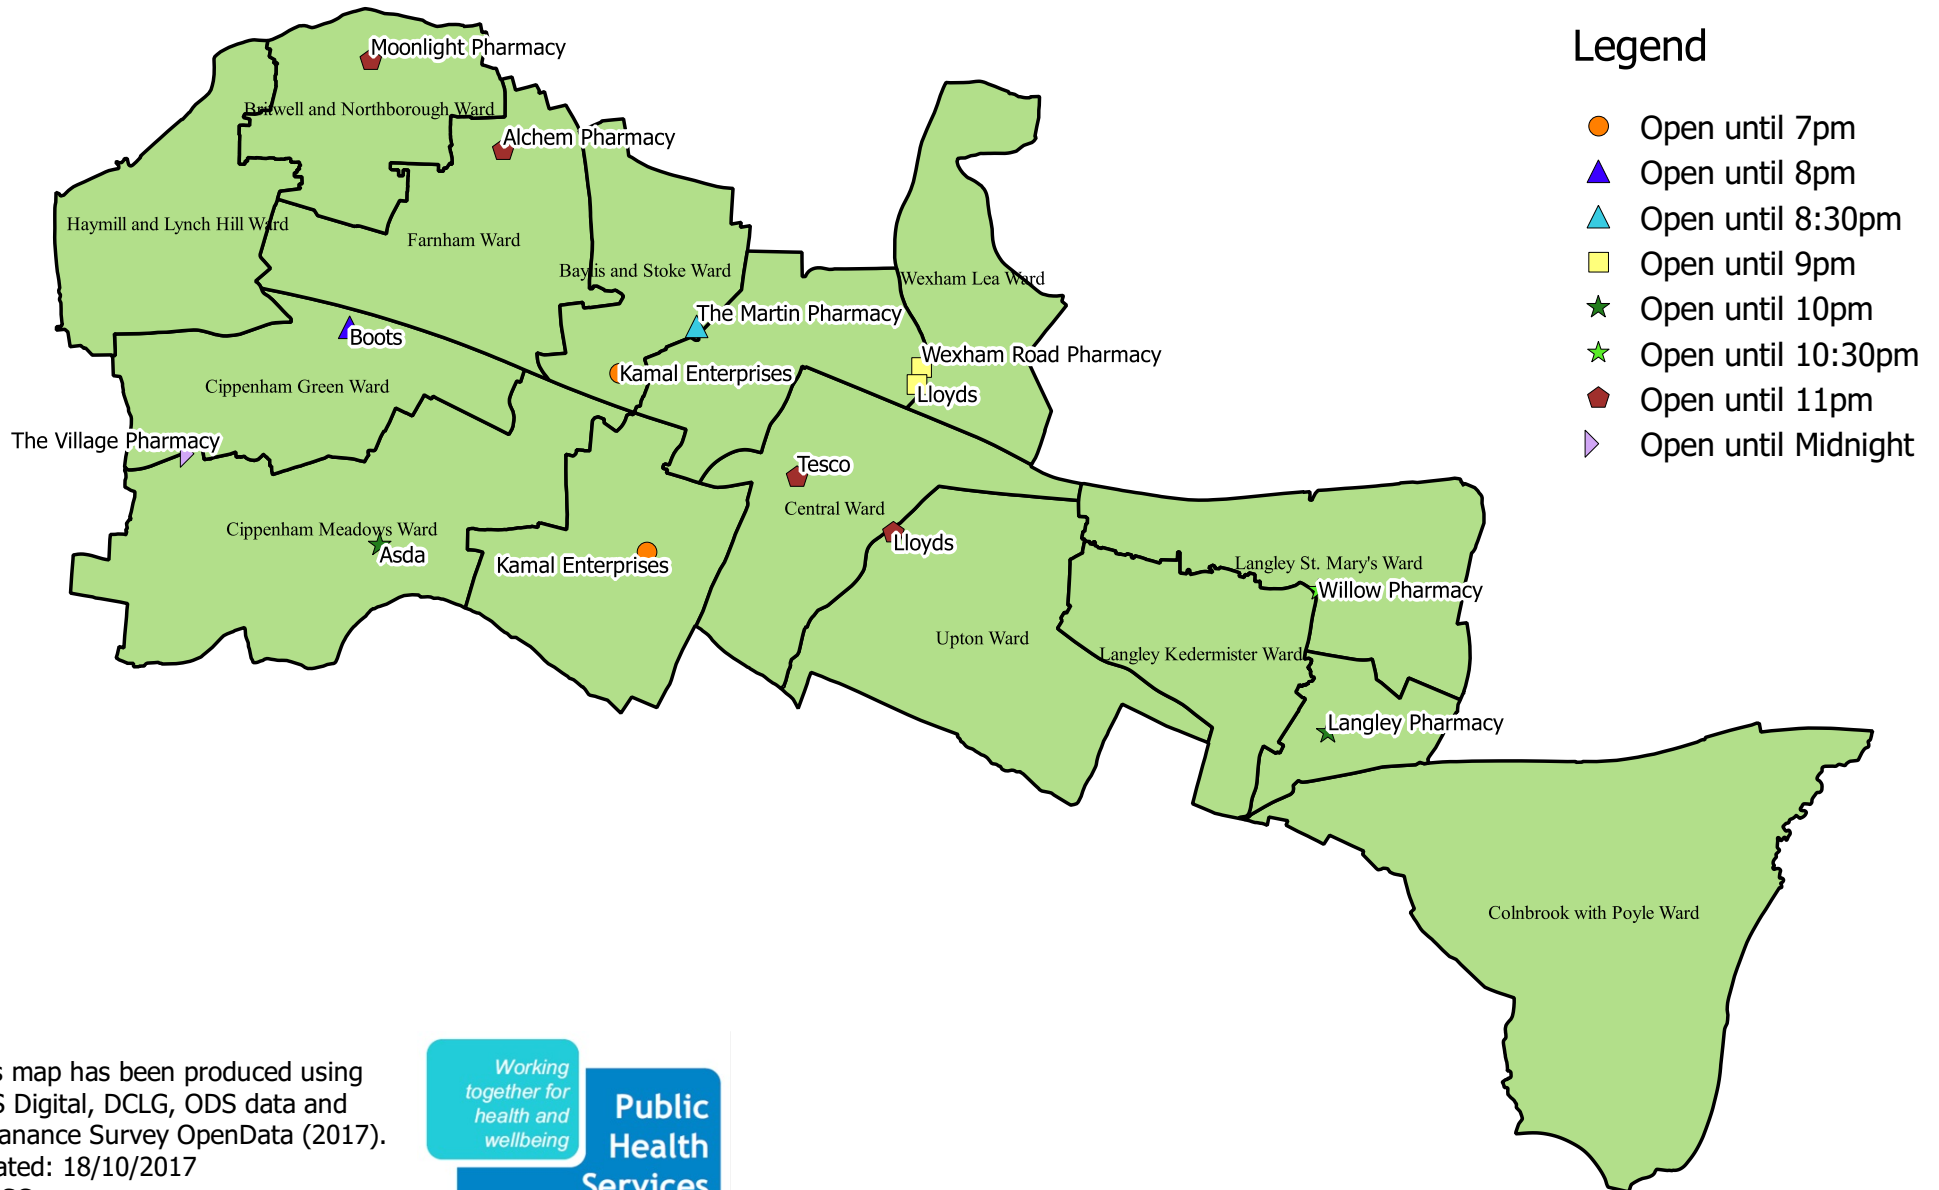 Moonlight Pharmacy
Britwell and Northborough Ward
Alchem Pharmacy
Haymill and Lynch Hill Ward
Farnham Ward
Baylis and Stoke Ward
Wexham Lea Ward
The Martin Pharmacy
Boots
Wexham Road Pharmacy
Kamal Enterprises
Cippenham Green Ward
Lloyds
The Village Pharmacy
Tesco
Central Ward
Cippenham Meadows Ward
Asda
Lloyds
Kamal Enterprises
Langley St. Mary's Ward
Willow Pharmacy
Upton Ward
Langley Kedermister Ward
Langley Pharmacy
Colnbrook with Poyle Ward
Legend
Open until 7pm
Open until 8pm
Open until 8:30pm
Open until 9pm
Open until 10pm
Open until 10:30pm
Open until 11pm
Open until Midnight
s map has been produced using
S Digital, DCLG, ODS data and
anance Survey OpenData (2017).
ated: 18/10/2017
Working
together for
health and
wellbeing
Public
Health
Services